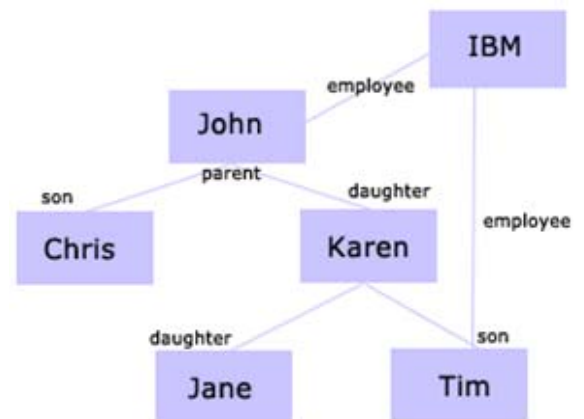 IBM
employee
John
parent
son
daughter
Chris
Karen
employee
daughter
son
Jane
Tim